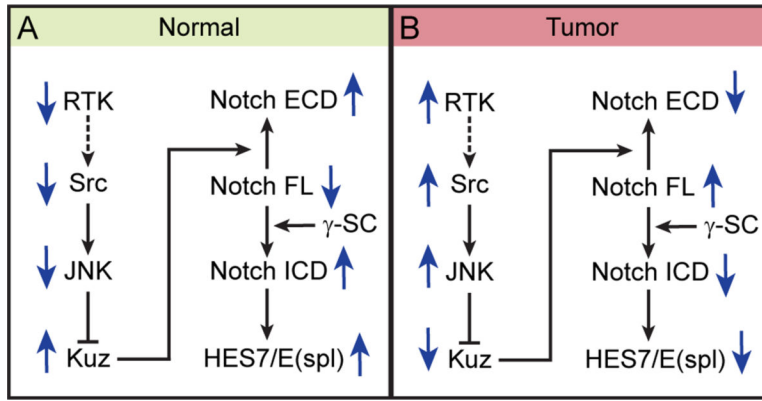 A Normal
RTK
Src
JNK
Kuz
Notch ECD
Notch FL
γ-SC
Notch ICD
HES7/E(spl)
B Tumor
RTK
Src
JNK
Kuz
Notch ECD
Notch FL
γ-SC
Notch ICD
HES7/E(spl)